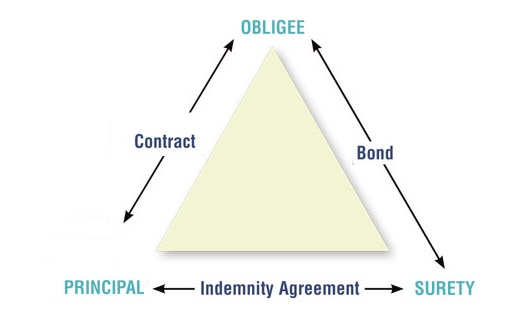 OBLIGEE
Contract
Bond
PRINCIPAL
Indemnity Agreement
SURETY